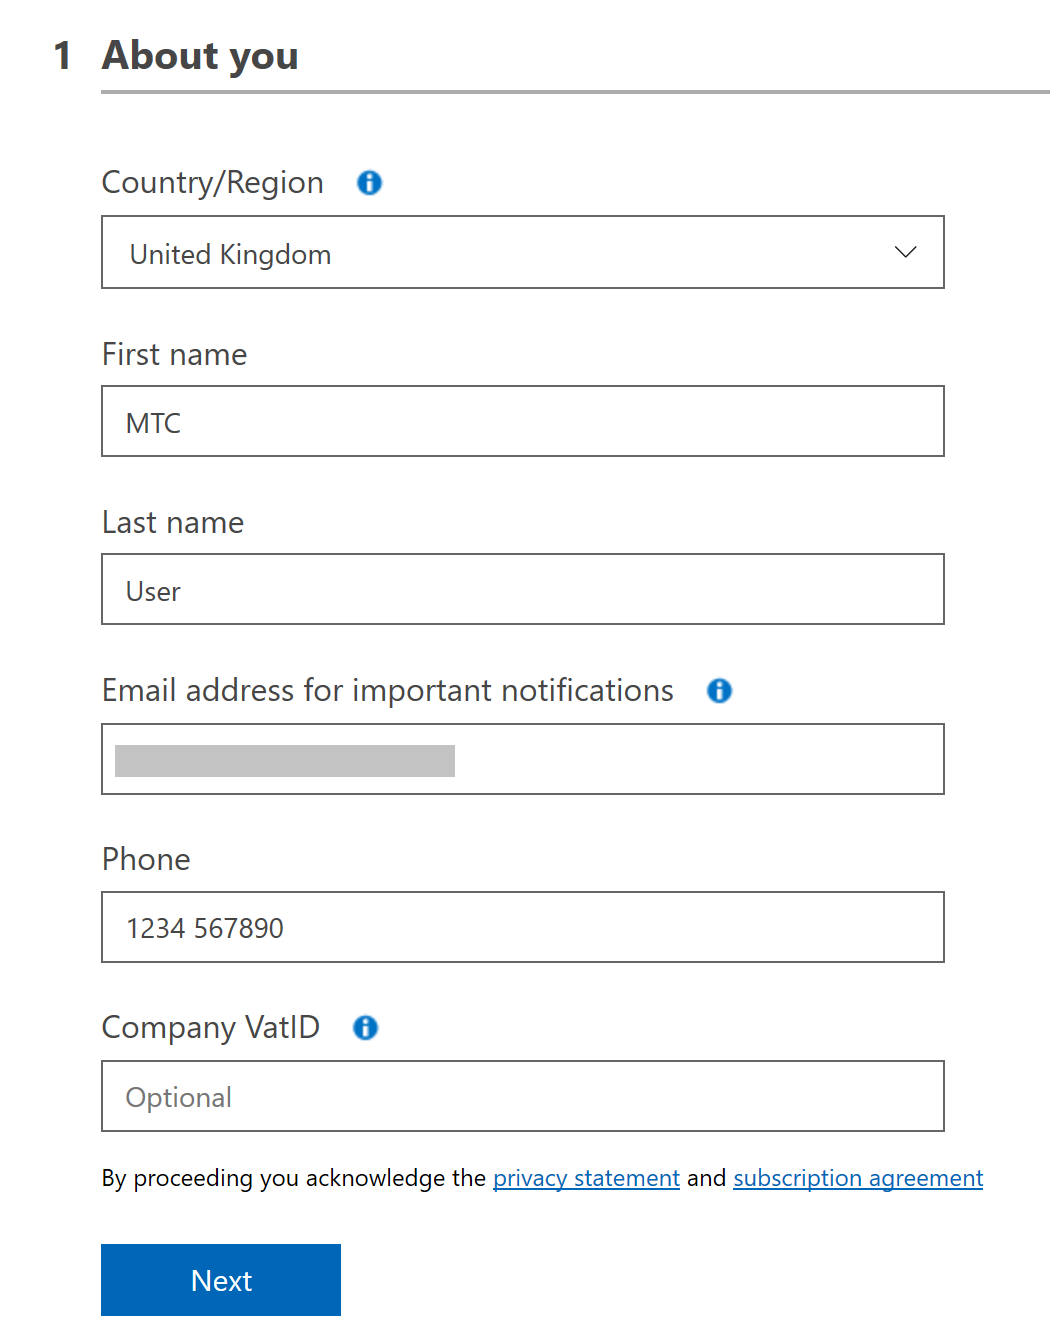 1 About you
Country/Region
United Kingdom
First name
MTC
Last name
User
Email address for important notifications
Phone
1234 567890
Company VatID
Optional
By proceeding you acknowledge the privacy statement and subscription agreement
Next